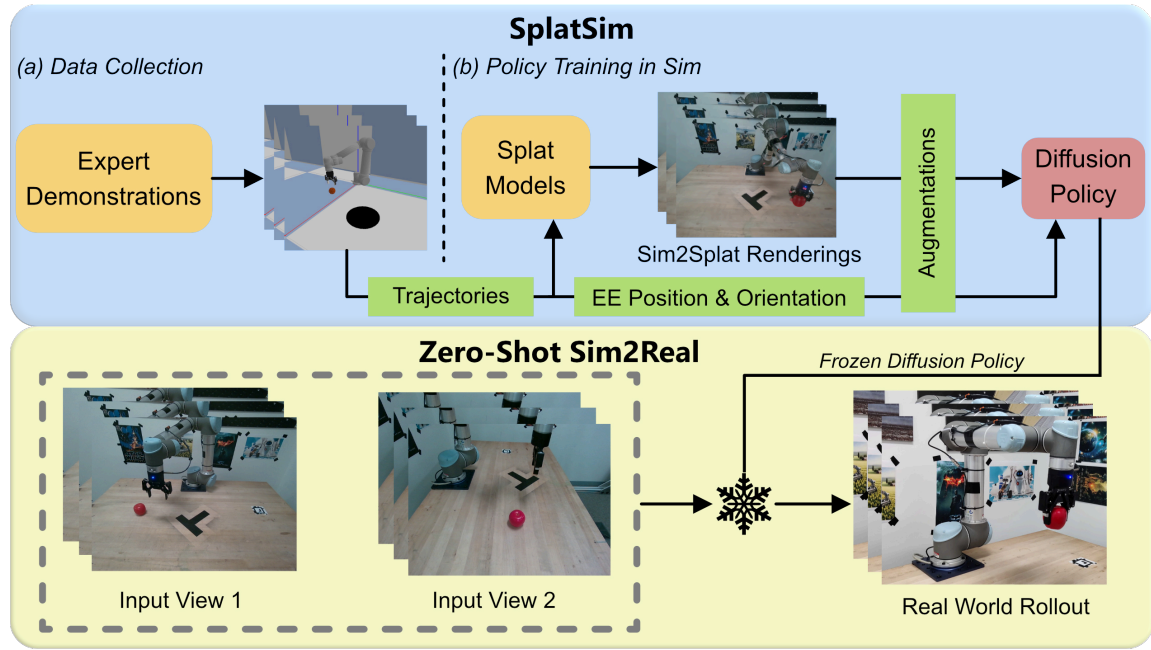 SplatSim
(a) Data Collection
(b) Policy Training in Sim
Expert
Demonstrations
Splat
Models
Sim2Splat Renderings
Augmentations
Diffusion
Policy
Trajectories
EE Position & Orientation
Zero-Shot Sim2Real
Frozen Diffusion Policy
Input View 1
Input View 2
Real World Rollout